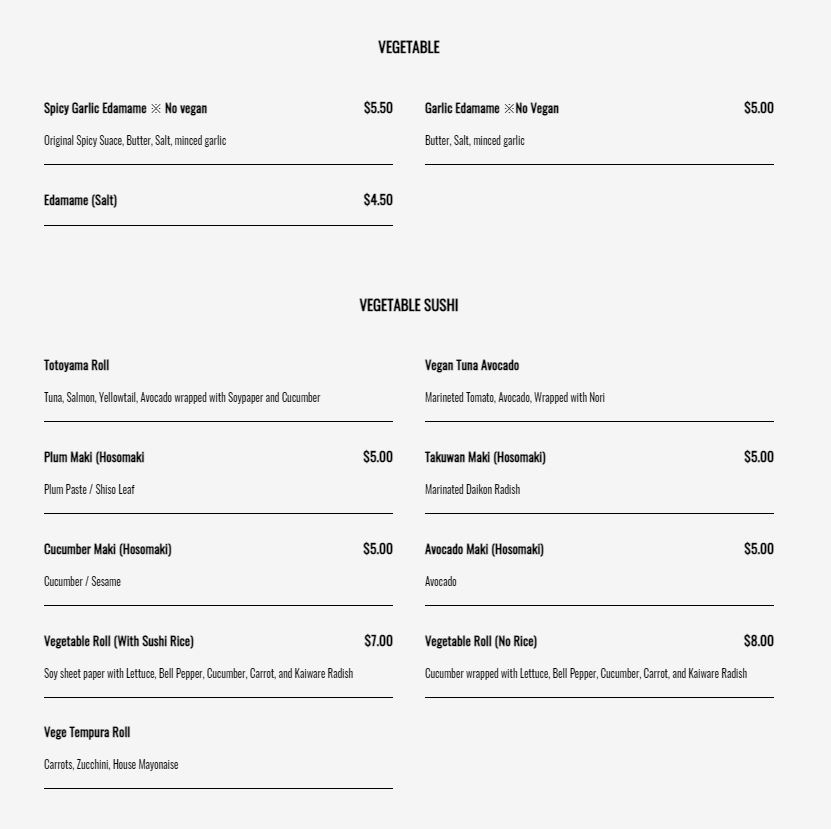 VEGETABLE
Spicy Garlic Edamame ※ No vegan $5.50
Original Spicy Suace, Butter, Salt, minced garlic
Garlic Edamame ※No Vegan $5.00
Butter, Salt, minced garlic
Edamame (Salt) $4.50
VEGETABLE SUSHI
Totoyama Roll
Tuna, Salmon, Yellowtail, Avocado wrapped with Soypaper and Cucumber
Vegan Tuna Avocado
Marineted Tomato, Avocado, Wrapped with Nori
Plum Maki (Hosomaki $5.00
Plum Paste / Shiso Leaf
Takuwan Maki (Hosomaki) $5.00
Marinated Daikon Radish
Cucumber Maki (Hosomaki) $5.00
Cucumber / Sesame
Avocado Maki (Hosomaki) $5.00
Avocado
Vegetable Roll (With Sushi Rice) $7.00
Soy sheet paper with Lettuce, Bell Pepper, Cucumber, Carrot, and Kaiware Radish
Vegetable Roll (No Rice) $8.00
Cucumber wrapped with Lettuce, Bell Pepper, Cucumber, Carrot, and Kaiware Radish
Vege Tempura Roll
Carrots, Zucchini, House Mayonaise